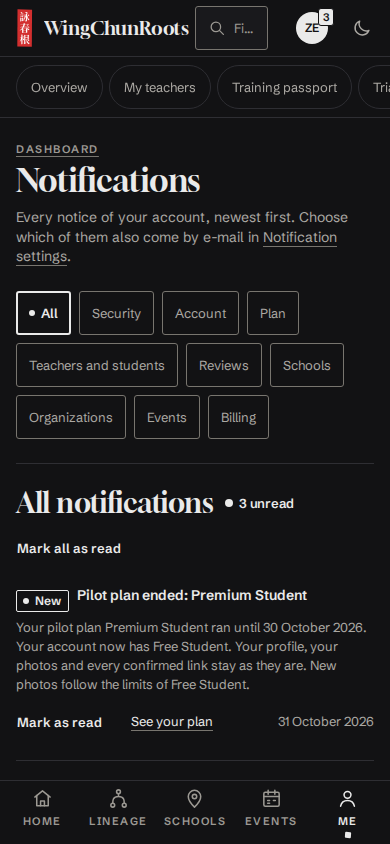 詠春根
WingChunRoots
Fi...
ZE
3
Overview
My teachers
Training passport
Tria
DASHBOARD
Notifications
Every notice of your account, newest first. Choose
which of them also come by e-mail in Notification
settings.
All
Security
Account
Plan
Teachers and students
Reviews
Schools
Organizations
Events
Billing
All notifications
3 unread
Mark all as read
New
Pilot plan ended: Premium Student
Your pilot plan Premium Student ran until 30 October 2026.
Your account now has Free Student. Your profile, your
photos and every confirmed link stay as they are. New
photos follow the limits of Free Student.
Mark as read
See your plan
31 October 2026
HOME
LINEAGE
SCHOOLS
EVENTS
ME